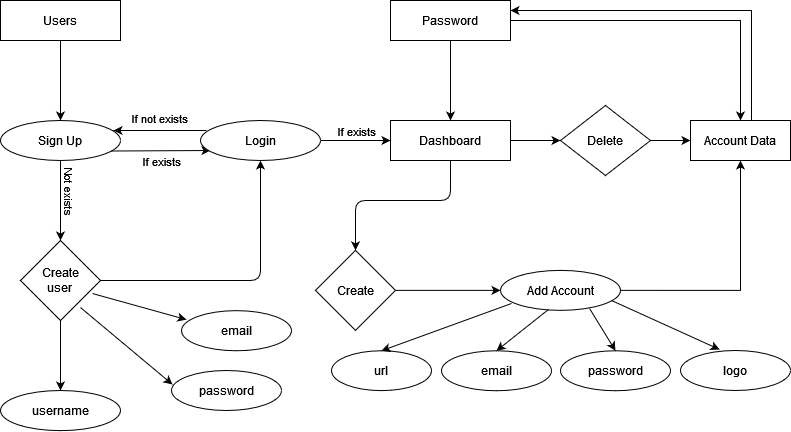 Users
Password
If not exists
Sign Up
Login
If exists
Dashboard
Delete
Account Data
If exists
Not exists
Create
user
Create
Add Account
email
url
email
password
logo
password
username